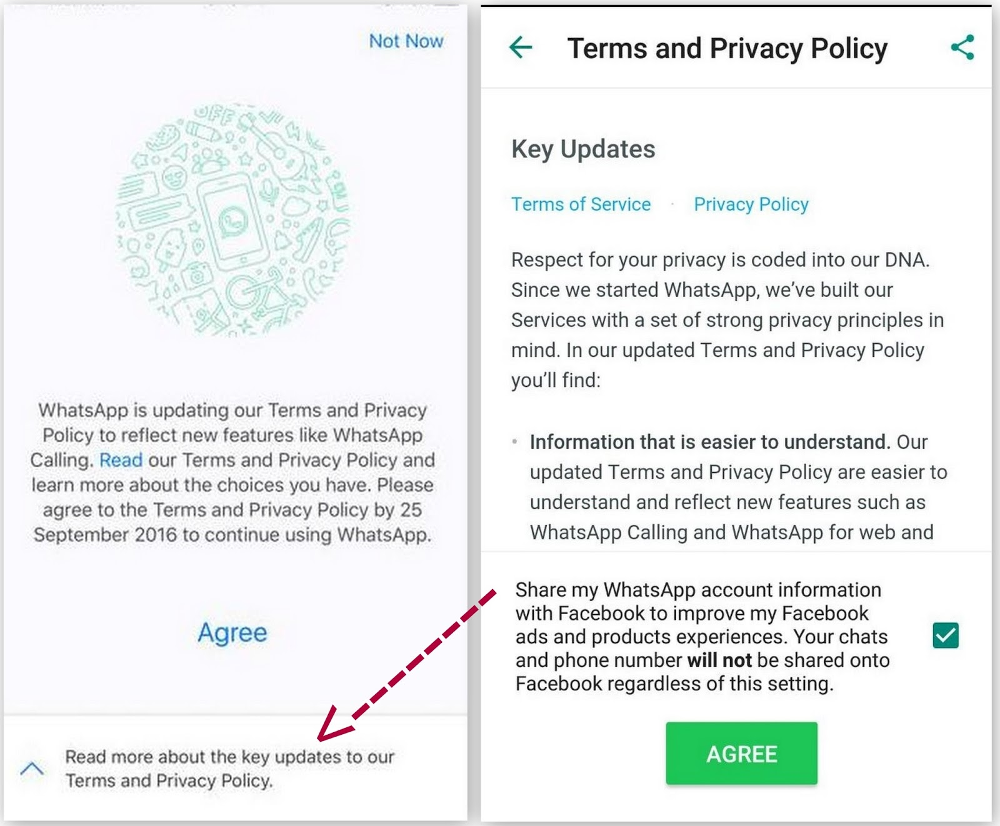 Not Now
OFF
WhatsApp is updating our Terms and Privacy
Policy to reflect new features like WhatsApp
Calling. Read our Terms and Privacy Policy and
learn more about the choices you have. Please
agree to the Terms and Privacy Policy by 25
September 2016 to continue using WhatsApp.
Agree
Read more about the key updates to our
Terms and Privacy Policy.
Terms and Privacy Policy
Key Updates
Terms of Service · Privacy Policy
Respect for your privacy is coded into our DNA.
Since we started WhatsApp, we’ve built our
Services with a set of strong privacy principles in
mind. In our updated Terms and Privacy Policy
you’ll find:
• Information that is easier to understand. Our
updated Terms and Privacy Policy are easier to
understand and reflect new features such as
WhatsApp Calling and WhatsApp for web and
Share my WhatsApp account information
with Facebook to improve my Facebook
ads and products experiences. Your chats
and phone number will not be shared onto
Facebook regardless of this setting.
AGREE